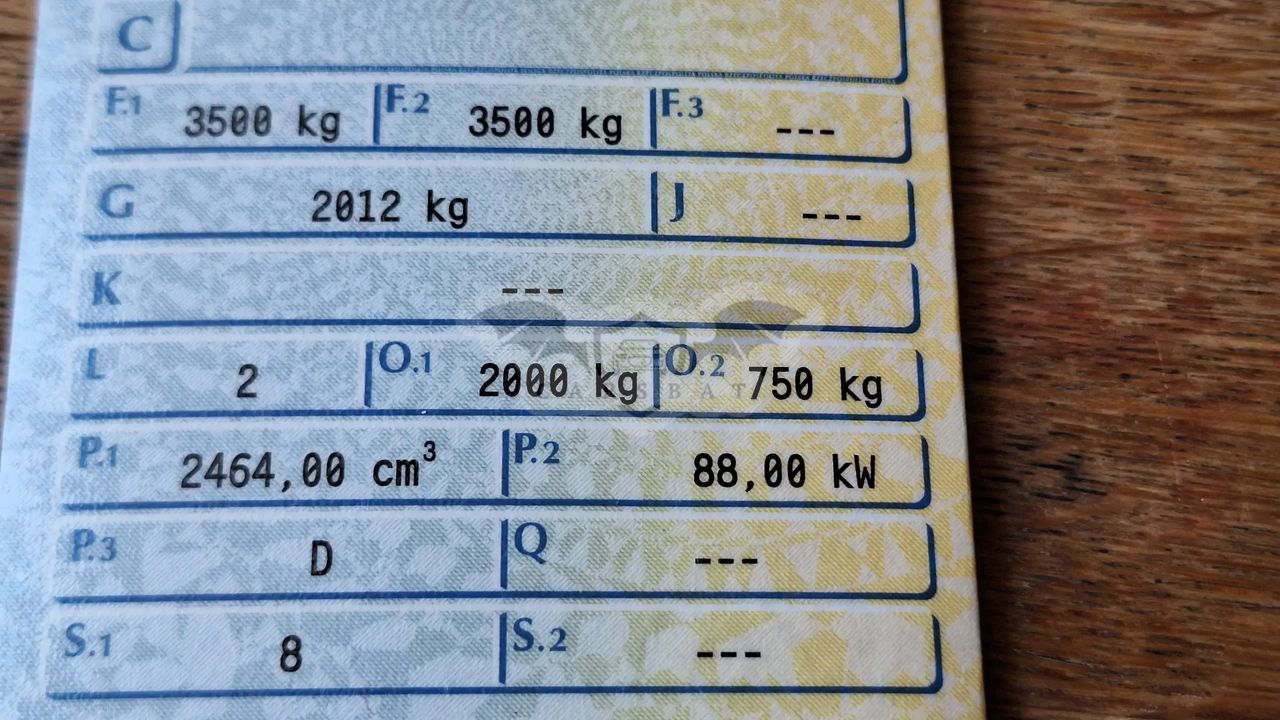 C
F.1 3500 kg F.2 3500 kg F.3 ---
G 2012 kg J ---
K ---
L 2 O.1 2000 kg O.2 750 kg
P.1 2464,00 cm³ P.2 88,00 kW
P.3 D Q ---
S.1 8 S.2 ---